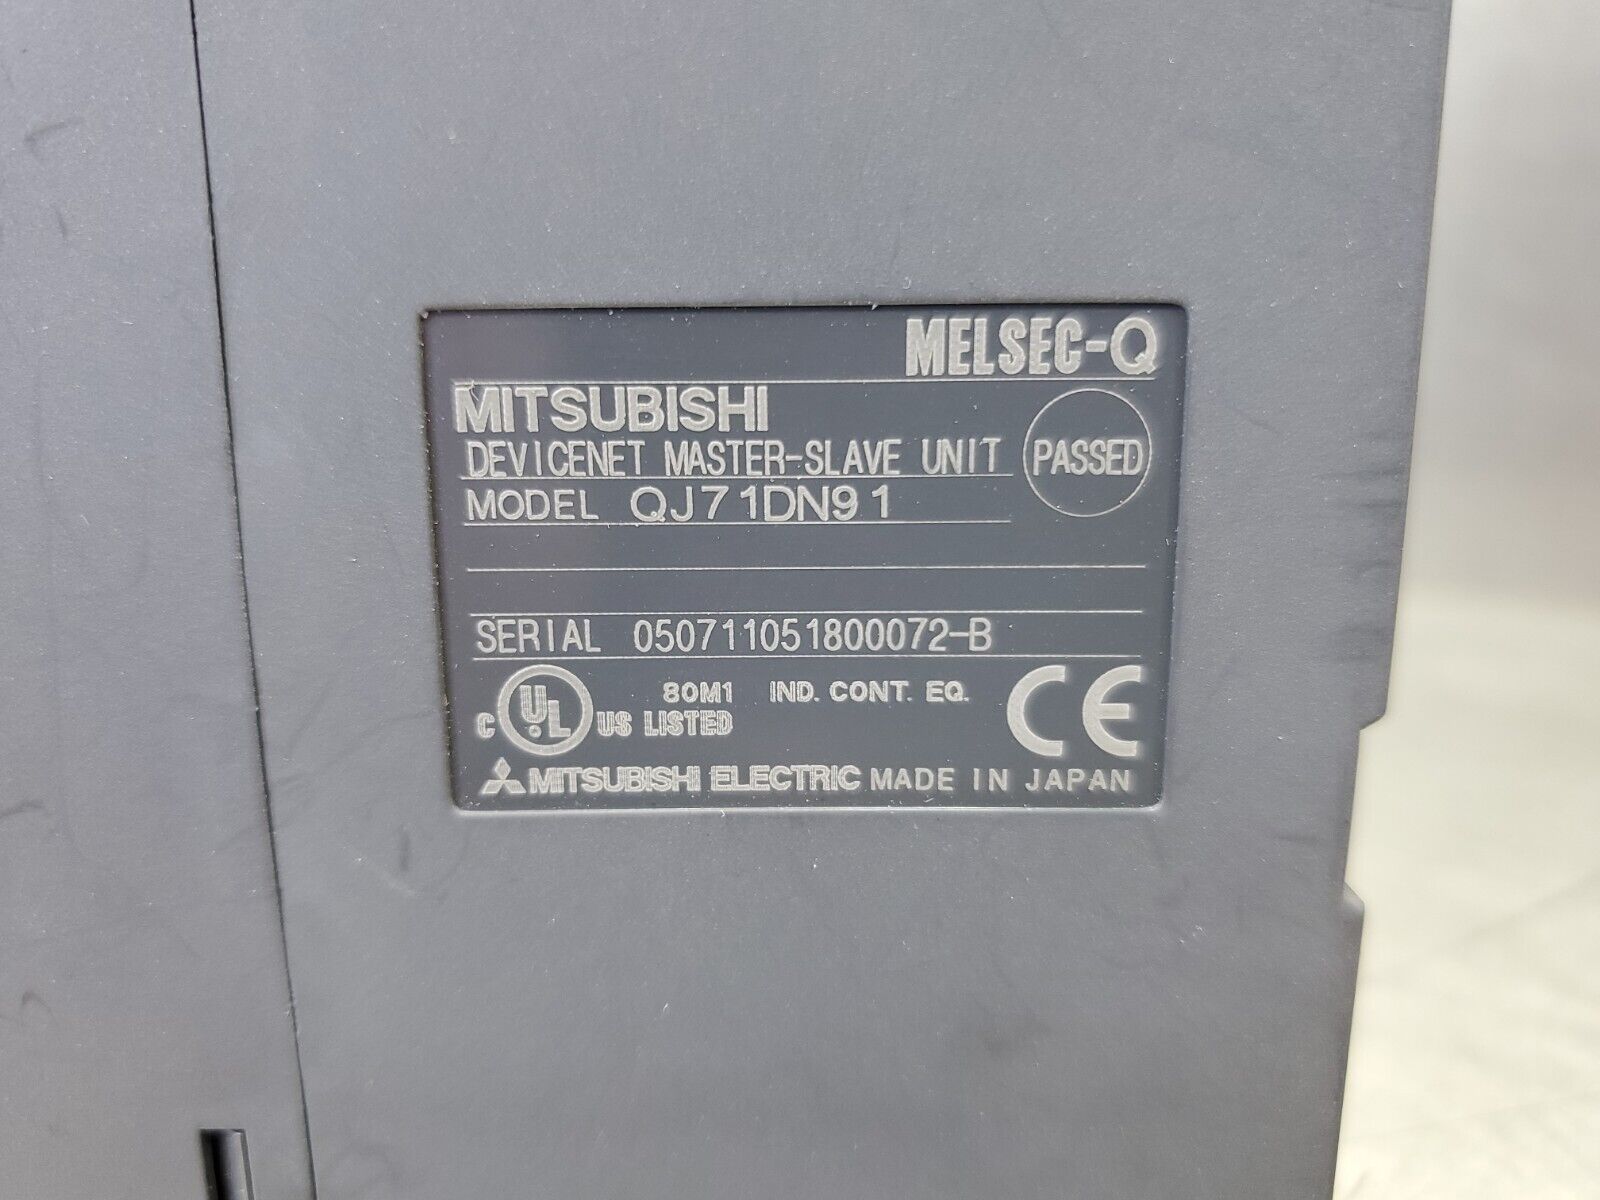 MELSEC-Q
MITSUBISHI
DEVICENET MASTER-SLAVE UNIT
PASSED
MODEL QJ71DN91
SERIAL 050711051800072-B
80M1 IND. CONT. EQ.
C UL US LISTED
CE
MITSUBISHI ELECTRIC MADE IN JAPAN